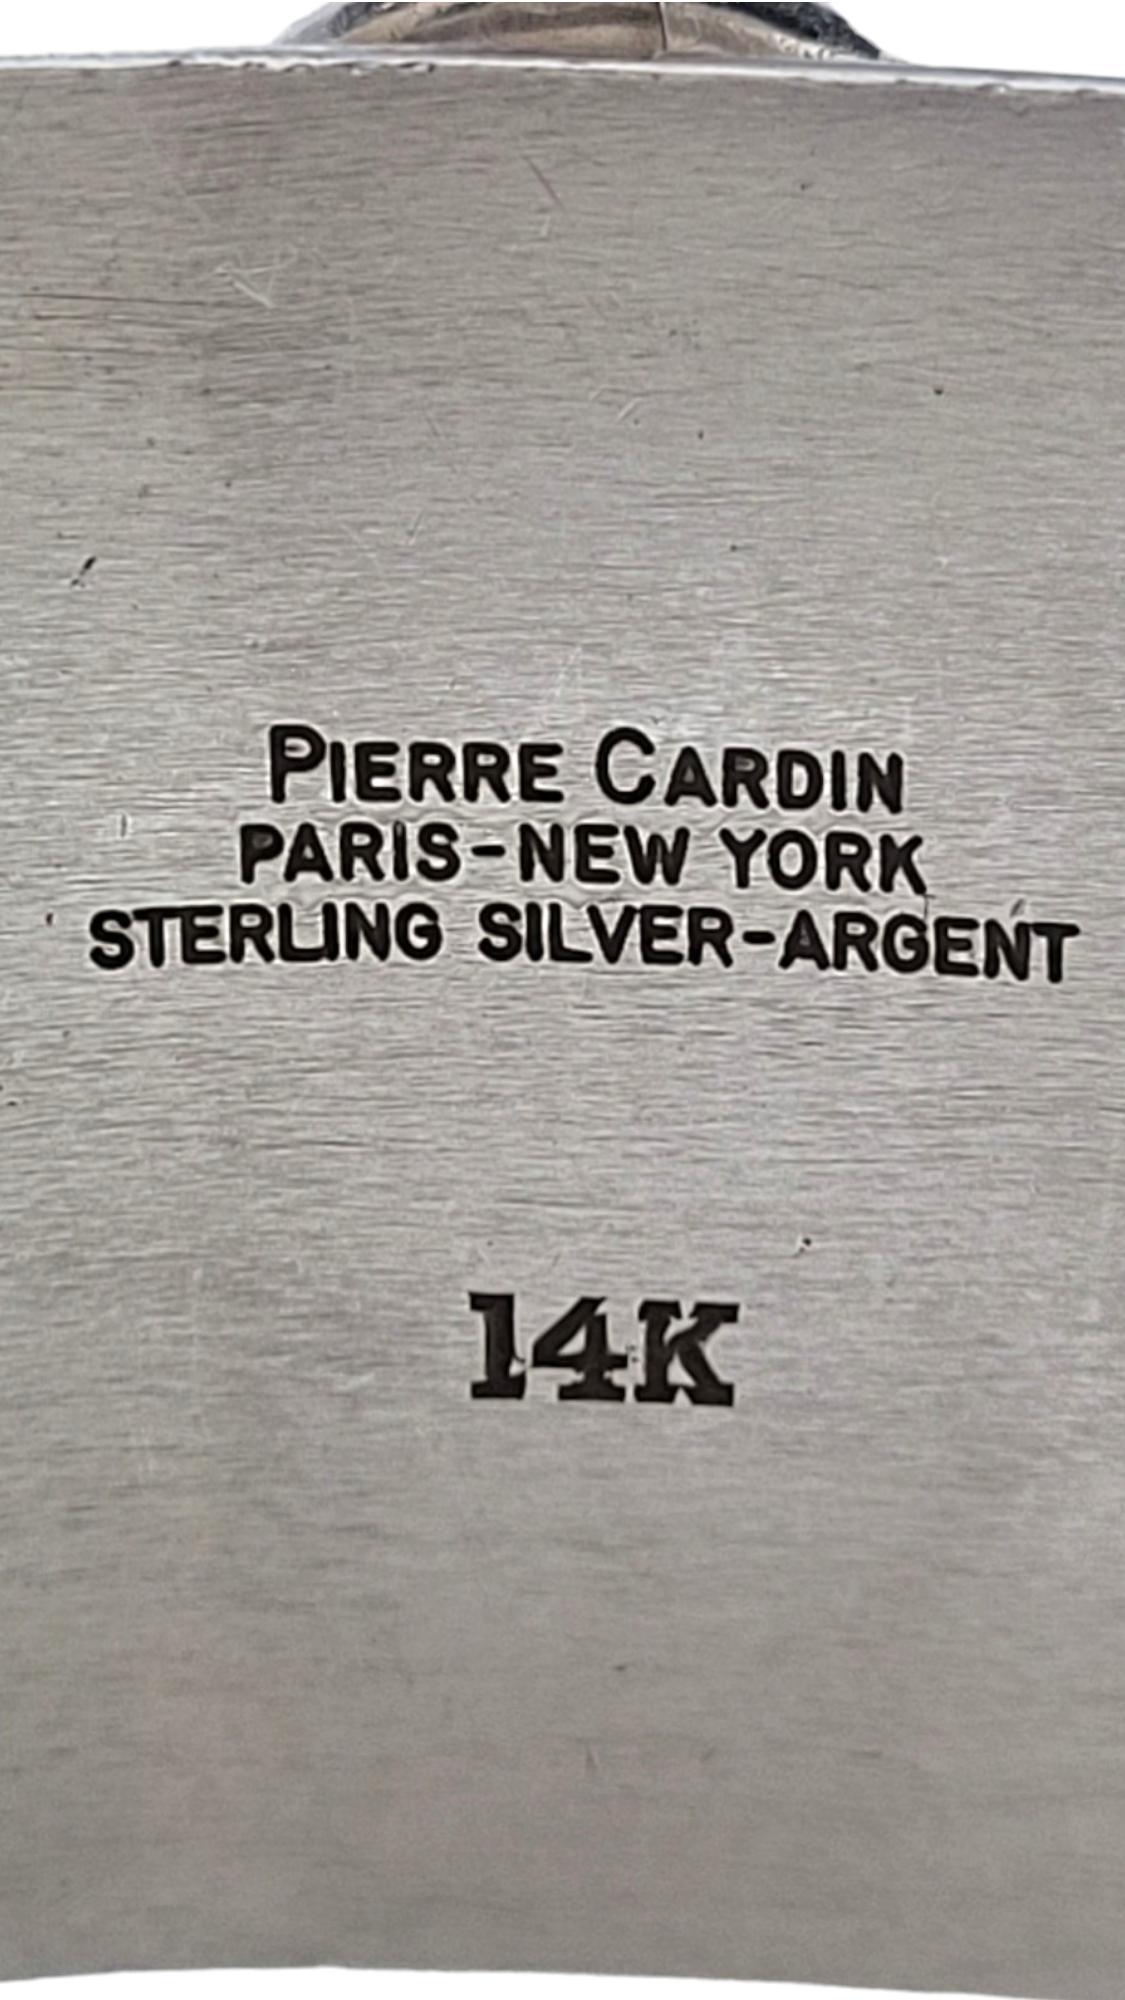 PIERRE CARDIN
PARIS-NEW YORK
STERLING SILVER-ARGENT
14K